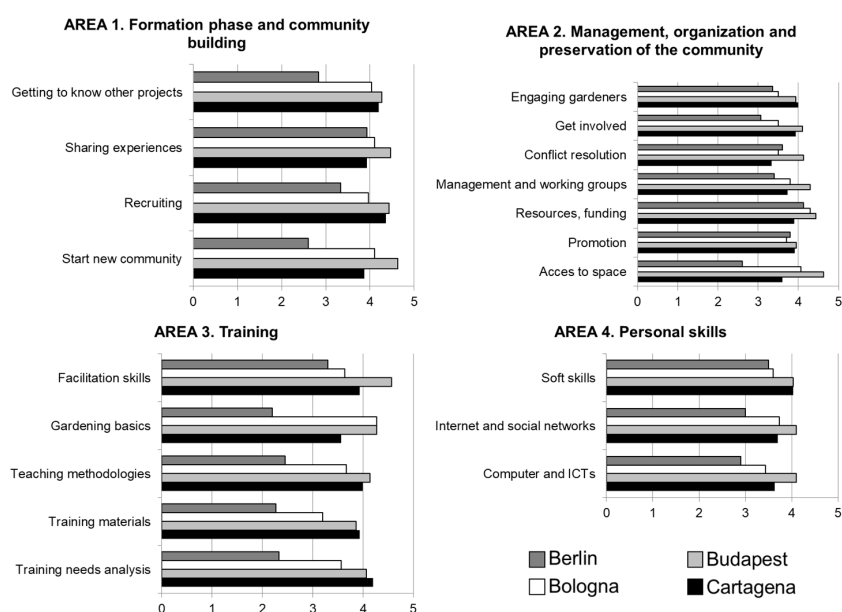 AREA 1. Formation phase and community
building
0 1 2 3 4 5
Getting to know other projects
Sharing experiences
Recruiting
Start new community
AREA 2. Management, organization and
preservation of the community
Engaging gardeners
Get involved
Conflict resolution
Management and working groups
Resources, funding
Promotion
Acces to space
0 1 2 3 4 5
AREA 3. Training
0 1 2 3 4 5
Facilitation skills
Gardening basics
Teaching methodologies
Training materials
Training needs analysis
AREA 4. Personal skills
Soft skills
Internet and social networks
Computer and ICTs
0 1 2 3 4 5
Berlin Budapest
Bologna Cartagena